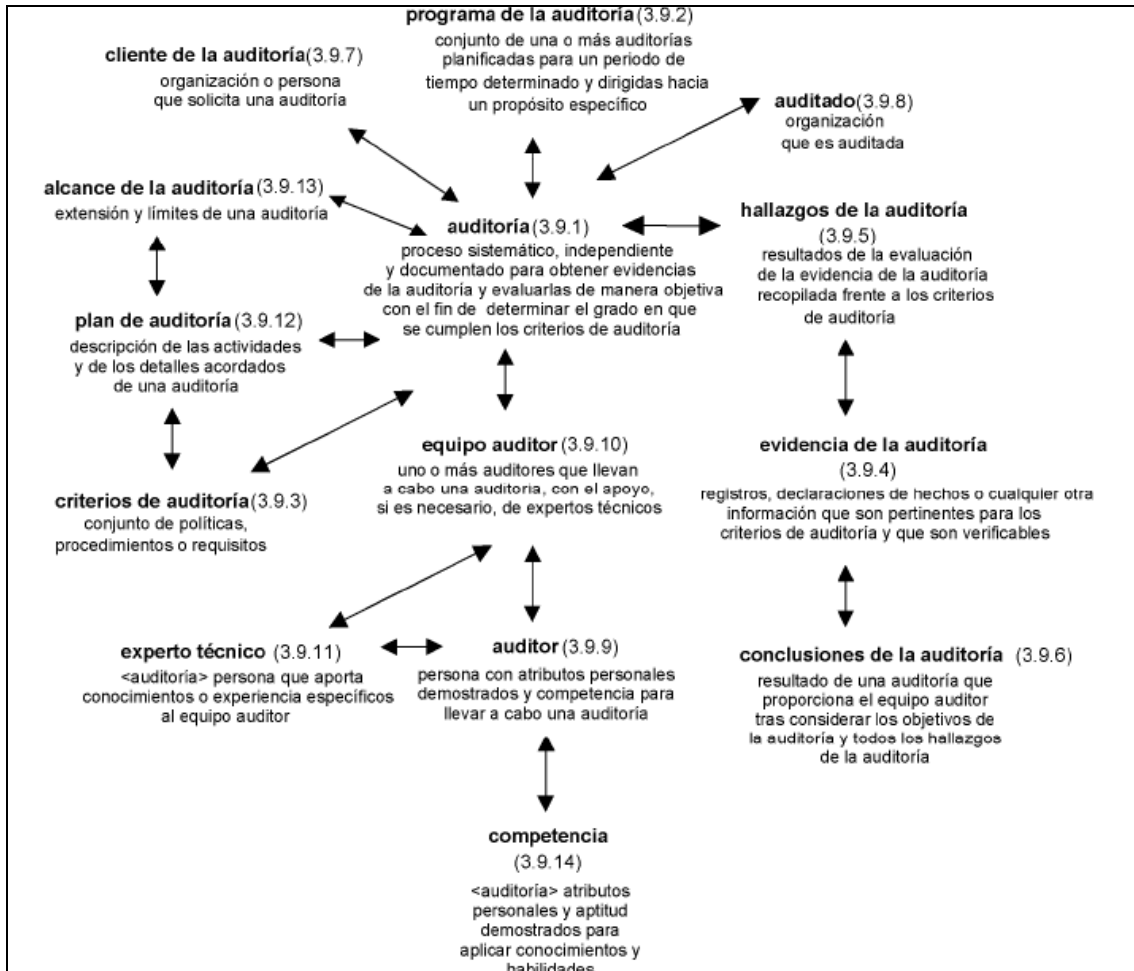 programa de la auditoría (3.9.2)
conjunto de una o más auditorías
planificadas para un periodo de
tiempo determinado y dirigidas hacia
un propósito específico
cliente de la auditoría(3.9.7)
organización o persona
que solicita una auditoría
auditado(3.9.8)
organización
que es auditada
alcance de la auditoría(3.9.13)
extensión y límites de una auditoría
auditoría (3.9.1)
proceso sistemático, independiente
y documentado para obtener evidencias
de la auditoría y evaluarlas de manera objetiva
con el fin de determinar el grado en que
se cumplen los criterios de auditoría
hallazgos de la auditoría
(3.9.5)
resultados de la evaluación
de la evidencia de la auditoría
recopilada frente a los criterios
de auditoría
plan de auditoría (3.9.12)
descripción de las actividades
y de los detalles acordados
de una auditoría
equipo auditor (3.9.10)
uno o más auditores que llevan
a cabo una auditoria, con el apoyo,
si es necesario, de expertos técnicos
evidencia de la auditoría
(3.9.4)
registros, declaraciones de hechos o cualquier otra
información que son pertinentes para los
criterios de auditoría y que son verificables
criterios de auditoría(3.9.3)
conjunto de políticas,
procedimientos o requisitos
experto técnico (3.9.11)
<auditoría> persona que aporta
conocimientos o experiencia específicos
al equipo auditor
auditor (3.9.9)
persona con atributos personales
demostrados y competencia para
llevar a cabo una auditoría
conclusiones de la auditoría (3.9.6)
resultado de una auditoría que
proporciona el equipo auditor
tras considerar los objetivos de
la auditoría y todos los hallazgos
de la auditoría
competencia
(3.9.14)
<auditoría> atributos
personales y aptitud
demostrados para
aplicar conocimientos y
habilidades